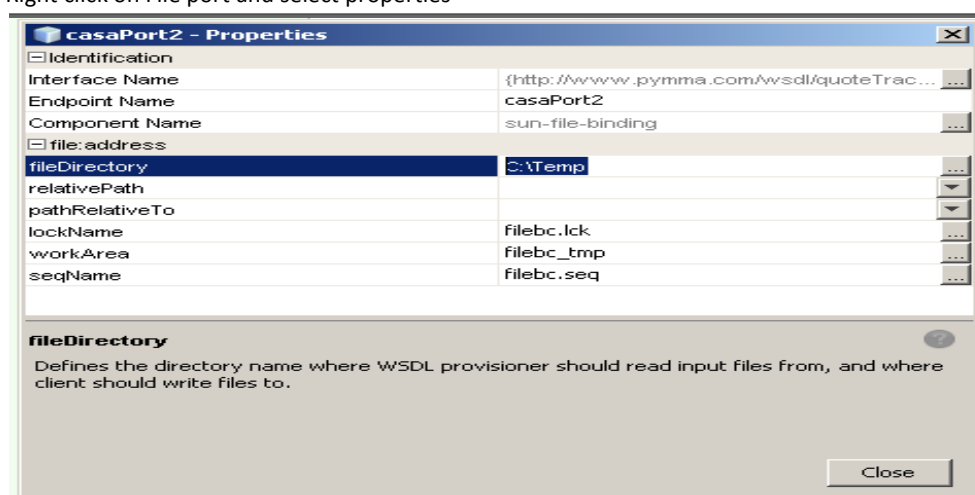 Right click on File port and select properties
casaPort2 - Properties
Identification
Interface Name {http://www.pymma.com/wsdl/quoteTrac... ...
Endpoint Name casaPort2
Component Name sun-file-binding ...
file:address
fileDirectory C:\Temp ...
relativePath
pathRelativeTo
lockName filebc.lck ...
workArea filebc_tmp ...
seqName filebc.seq ...
fileDirectory
Defines the directory name where WSDL provisioner should read input files from, and where
client should write files to.
Close